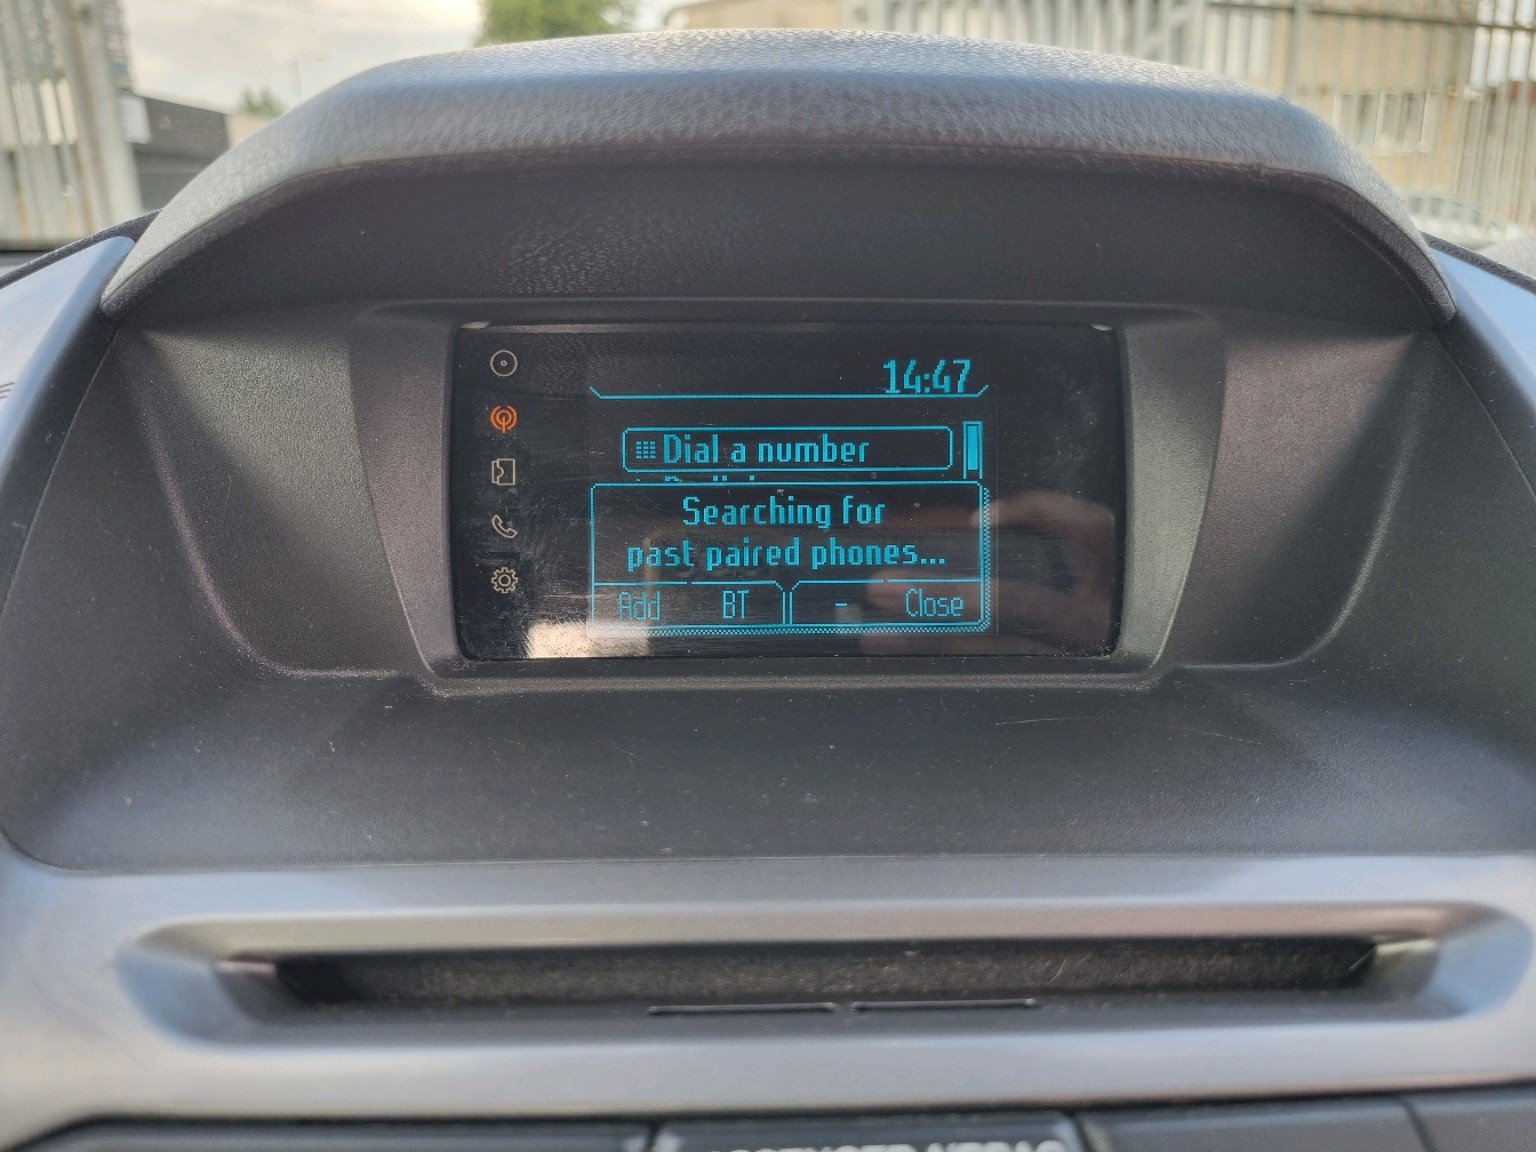 14:47
Dial a number
Searching for
past paired phones...
Add BT - Close